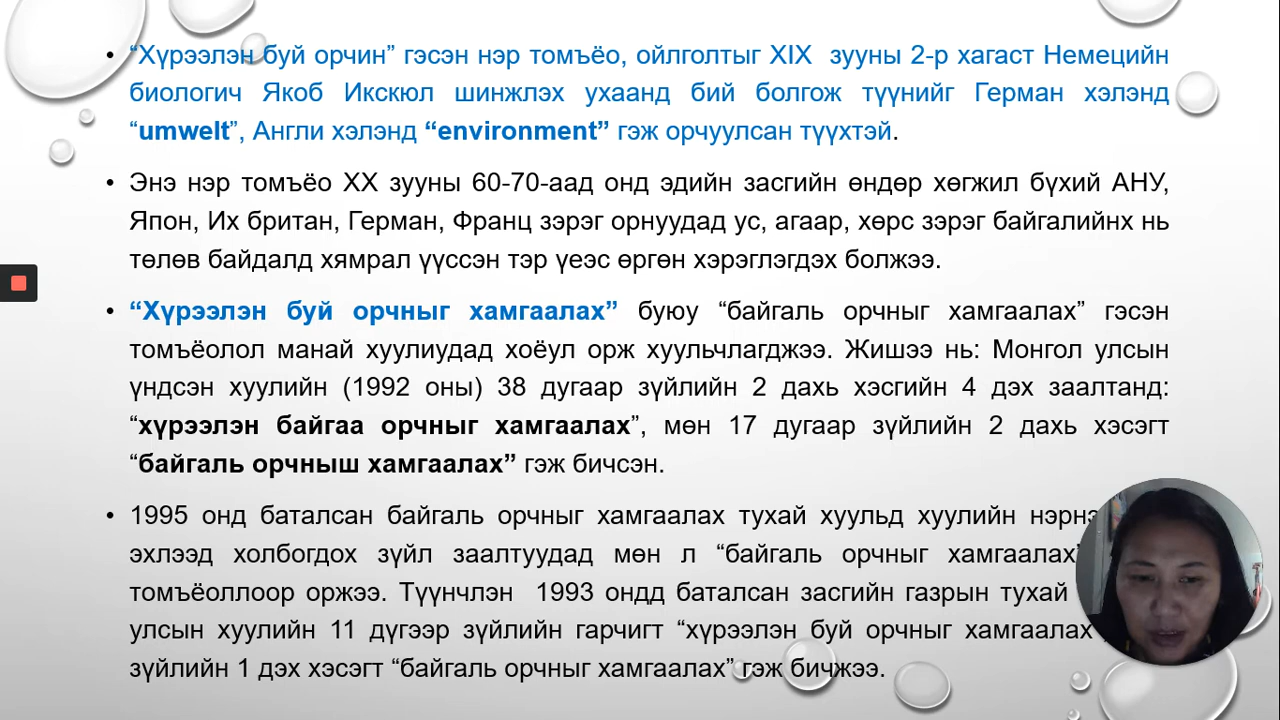 “Хүрээлэн буй орчин” гэсэн нэр томъёо, ойлголтыг XIX зууны 2-р хагаст Немецийн
биологич Якоб Икскюл шинжлэх ухаанд бий болгож түүнийг Герман хэлэнд
“umwelt”, Англи хэлэнд “environment” гэж орчуулсан түүхтэй.
Энэ нэр томъёо XX зууны 60-70-аад онд эдийн засгийн өндөр хөгжил бүхий АНУ,
Япон, Их британ, Герман, Франц зэрэг орнуудад ус, агаар, хөрс зэрэг байгалийнх нь
төлөв байдалд хямрал үүссэн тэр үеэс өргөн хэрэглэгдэх болжээ.
“Хүрээлэн буй орчныг хамгаалах” буюу “байгаль орчныг хамгаалах” гэсэн
томъёолол манай хуулиудад хоёул орж хуульчлагджээ. Жишээ нь: Монгол улсын
үндсэн хуулийн (1992 оны) 38 дугаар зүйлийн 2 дахь хэсгийн 4 дэх заалтанд:
“хүрээлэн байгаа орчныг хамгаалах”, мөн 17 дугаар зүйлийн 2 дахь хэсэгт
“байгаль орчныш хамгаалах” гэж бичсэн.
1995 онд баталсан байгаль орчныг хамгаалах тухай хуульд хуулийн
эхлээд холбогдох зүйл заалтуудад мөн л “байгаль орчныг хамгаалах”
томъёоллоор оржээ. Түүнчлэн 1993 ондд баталсан засгийн газрын тухай
улсын хуулийн 11 дүгээр зүйлийн гарчигт “хүрээлэн буй орчныг хамгаалах
зүйлийн 1 дэх хэсэгт “байгаль орчныг хамгаалах” гэж бичжээ.